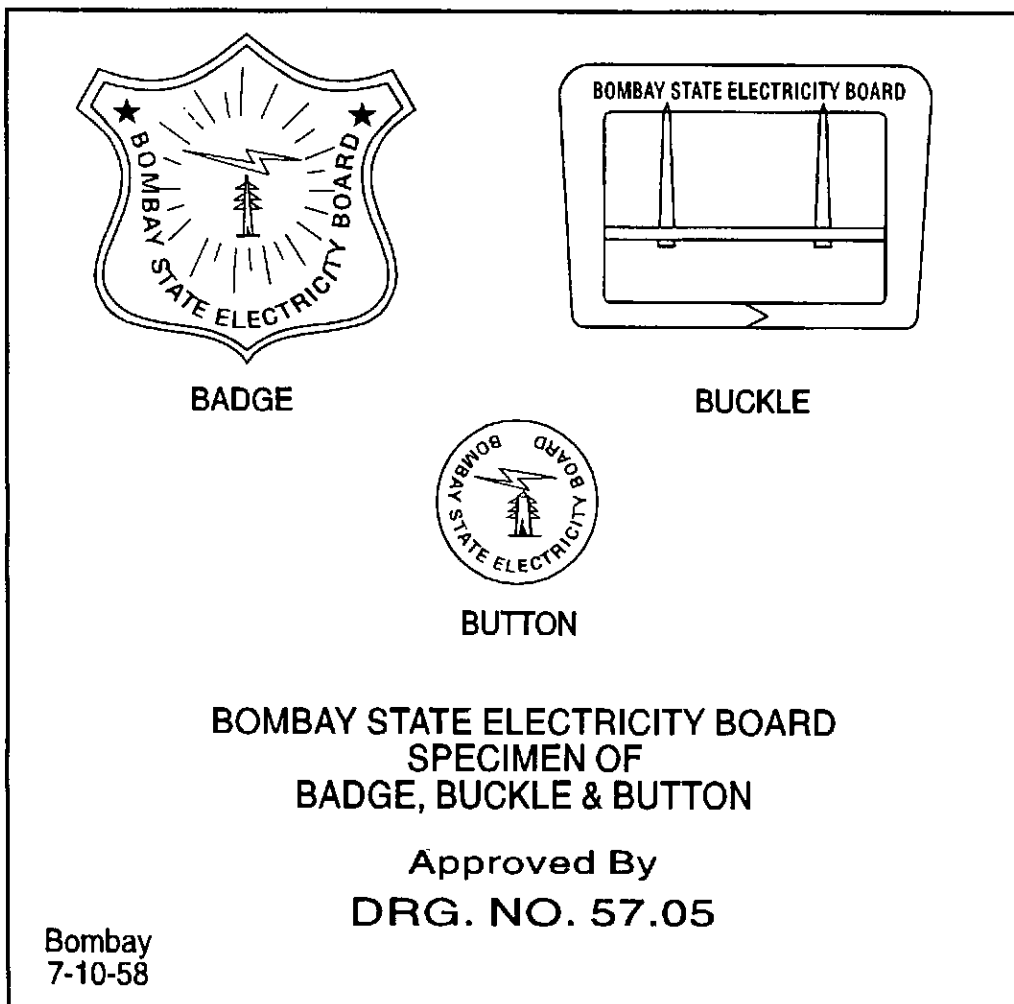 BOMBAY STATE ELECTRICITY BOARD
BOMBAY STATE ELECTRICITY BOARD
BADGE
BUCKLE
BOMBAY STATE ELECTRICITY BOARD
BUTTON
BOMBAY STATE ELECTRICITY BOARD
SPECIMEN OF
BADGE, BUCKLE & BUTTON
Approved By
DRG. NO. 57.05
Bombay
7-10-58